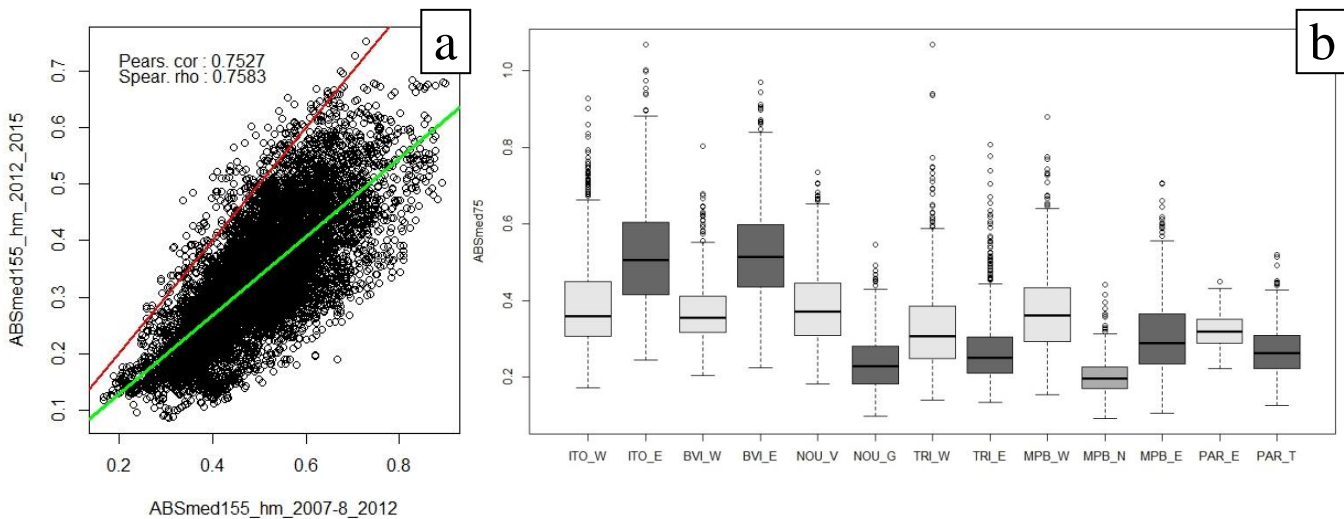 a
Pears. cor : 0.7527
Spear. rho : 0.7583
ABSmed155_hm_2012_2015
0.7
0.6
0.5
0.4
0.3
0.2
0.1
0.2 0.4 0.6 0.8
ABSmed155_hm_2007-8_2012
b
ABSmed75
1.0
0.8
0.6
0.4
0.2
ITO_W ITO_E BVI_W BVI_E NOU_V NOU_G TRI_W TRI_E MPB_W MPB_N MPB_E PAR_E PAR_T